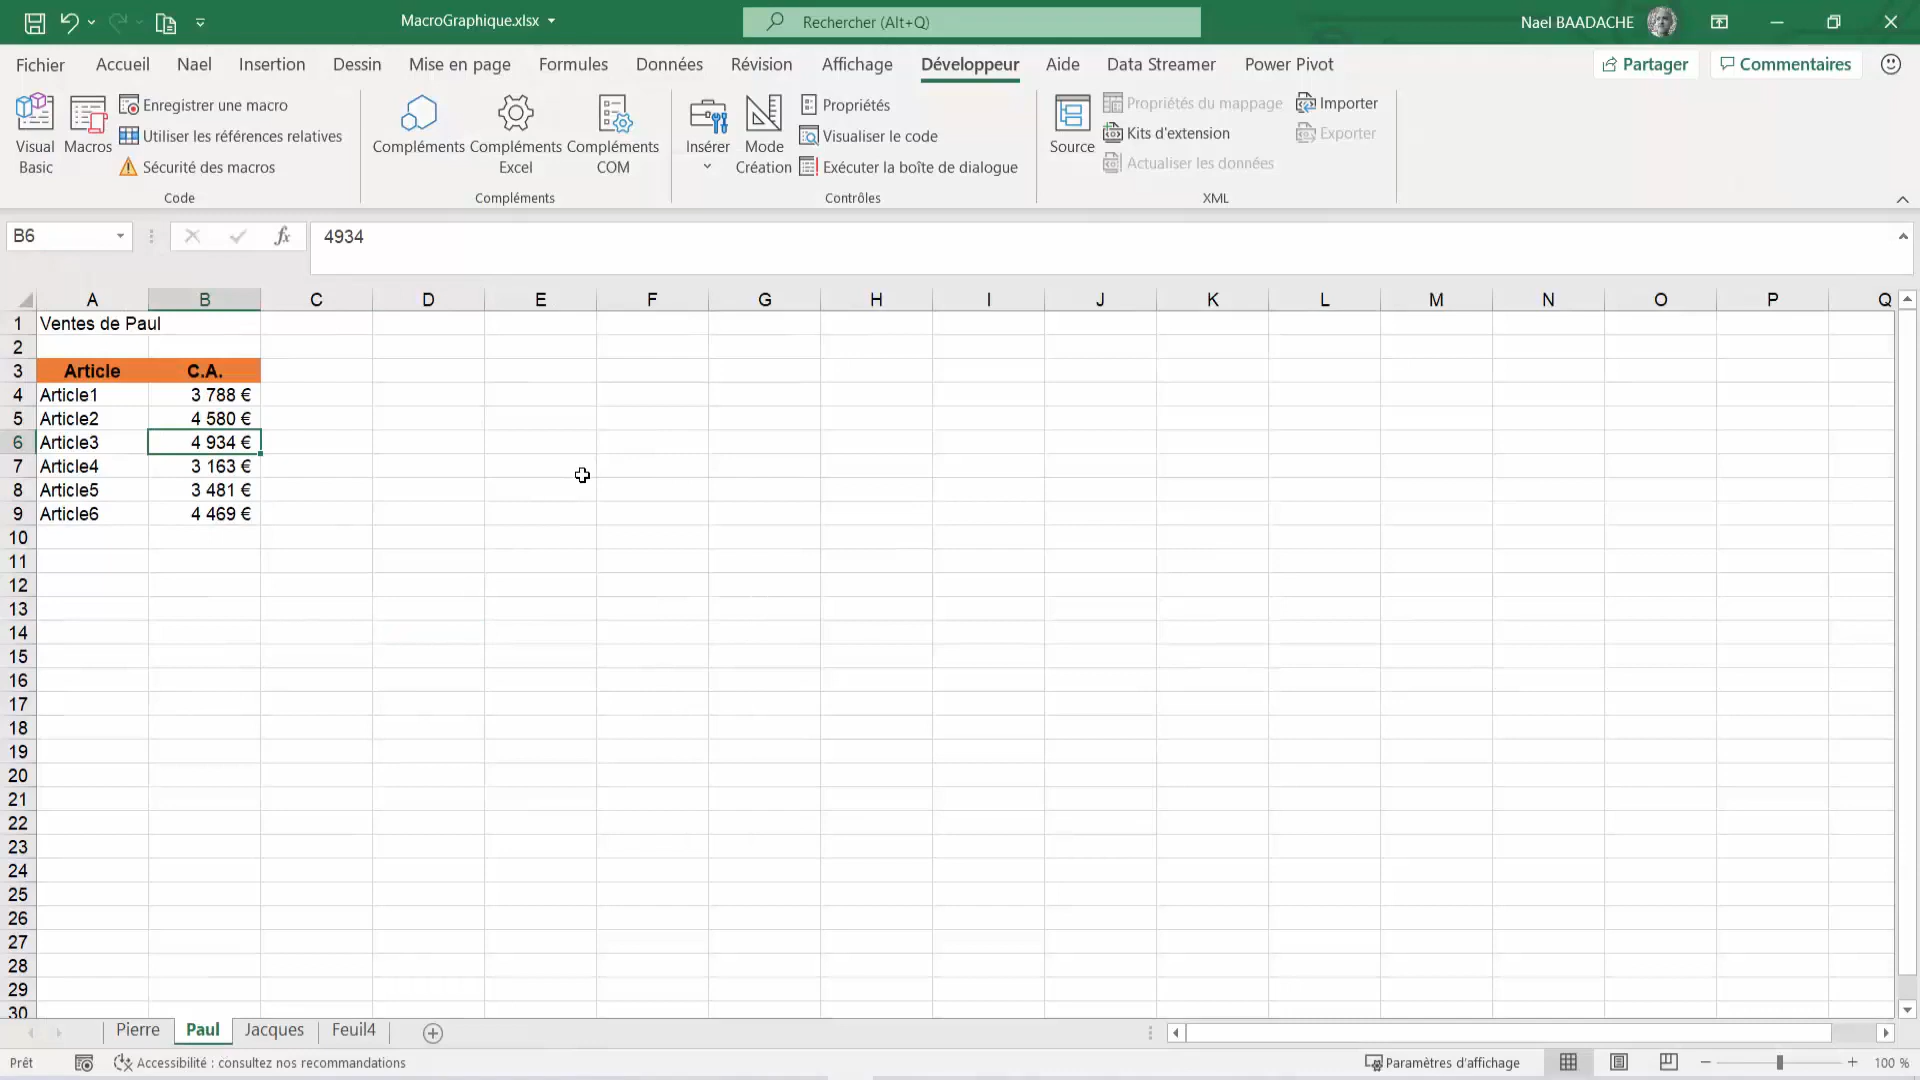 MacroGraphique.xlsx
Rechercher (Alt+Q)
Nael BAADACHE
Fichier Accueil Nael Insertion Dessin Mise en page Formules Données Révision Affichage Développeur Aide Data Streamer Power Pivot Partager Commentaires
Visual Basic
Macros
Enregistrer une macro
Utiliser les références relatives
Sécurité des macros
Code
Compléments
Compléments Excel
Compléments COM
Compléments
Insérer
Mode Création
Propriétés
Visualiser le code
Exécuter la boîte de dialogue
Contrôles
Source
Propriétés du mappage
Kits d'extension
Actualiser les données
Importer
Exporter
XML
B6 fx 4934
A B C D E F G H I J K L M N O P Q
1 Ventes de Paul
2
3 Article C.A.
4 Article1 3 788 €
5 Article2 4 580 €
6 Article3 4 934 €
7 Article4 3 163 €
8 Article5 3 481 €
9 Article6 4 469 €
10
11
12
13
14
15
16
17
18
19
20
21
22
23
24
25
26
27
28
29
30
Pierre Paul Jacques Feuil4
Prêt Accessibilité : consultez nos recommandations Paramètres d'affichage 100 %